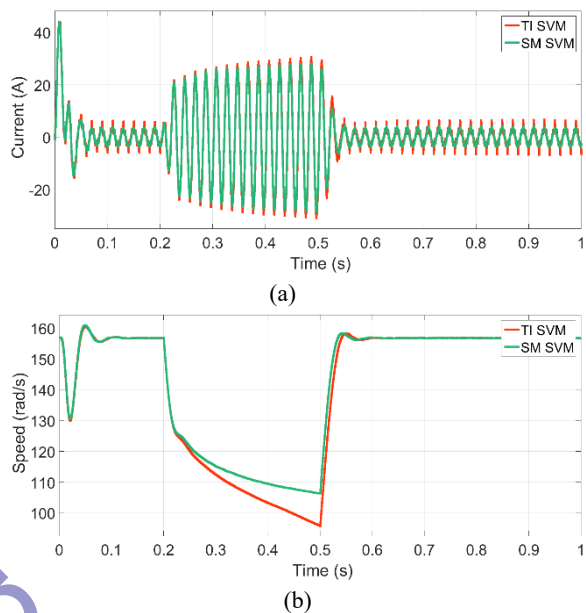 TI SVM
SM SVM
Current (A)
40
20
0
-20
0 0.1 0.2 0.3 0.4 0.5 0.6 0.7 0.8 0.9 1
Time (s)
(a)
TI SVM
SM SVM
Speed (rad/s)
160
150
140
130
120
110
100
0 0.1 0.2 0.3 0.4 0.5 0.6 0.7 0.8 0.9 1
Time (s)
(b)